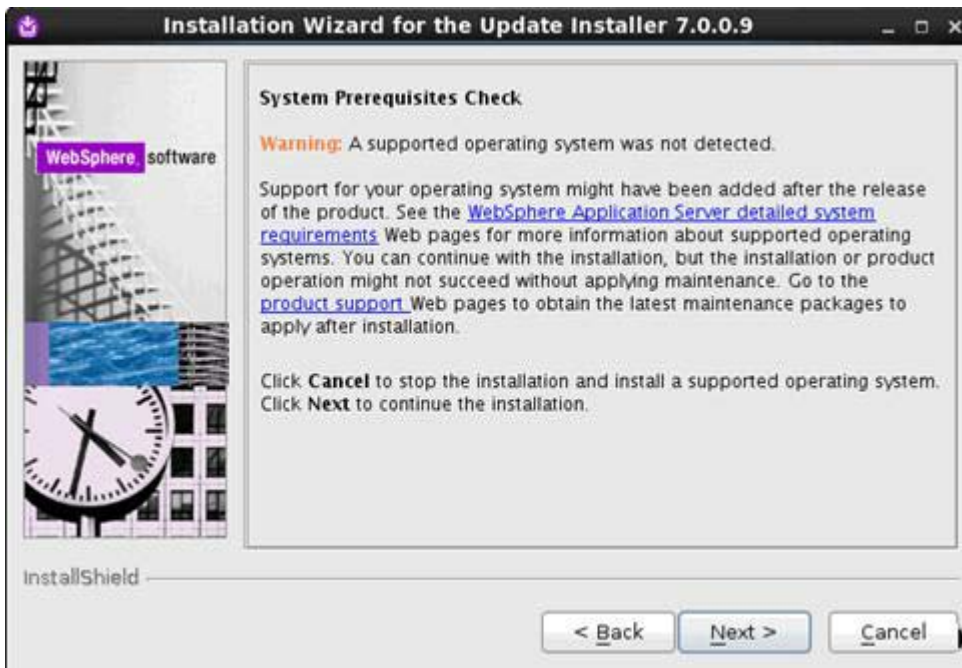 Installation Wizard for the Update Installer 7.0.0.9
WebSphere. software
System Prerequisites Check
Warning: A supported operating system was not detected.
Support for your operating system might have been added after the release
of the product. See the WebSphere Application Server detailed system
requirements Web pages for more information about supported operating
systems. You can continue with the installation, but the installation or product
operation might not succeed without applying maintenance. Go to the
product support Web pages to obtain the latest maintenance packages to
apply after installation.
Click Cancel to stop the installation and install a supported operating system.
Click Next to continue the installation.
InstallShield
< Back
Next >
Cancel